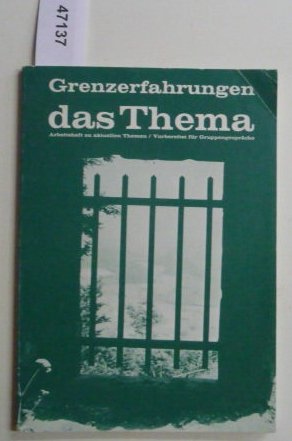 47137
Grenzerfahrungen
das Thema
Arbeitsheft zu aktuellen Themen / Vorbereitet für Gruppengespräche